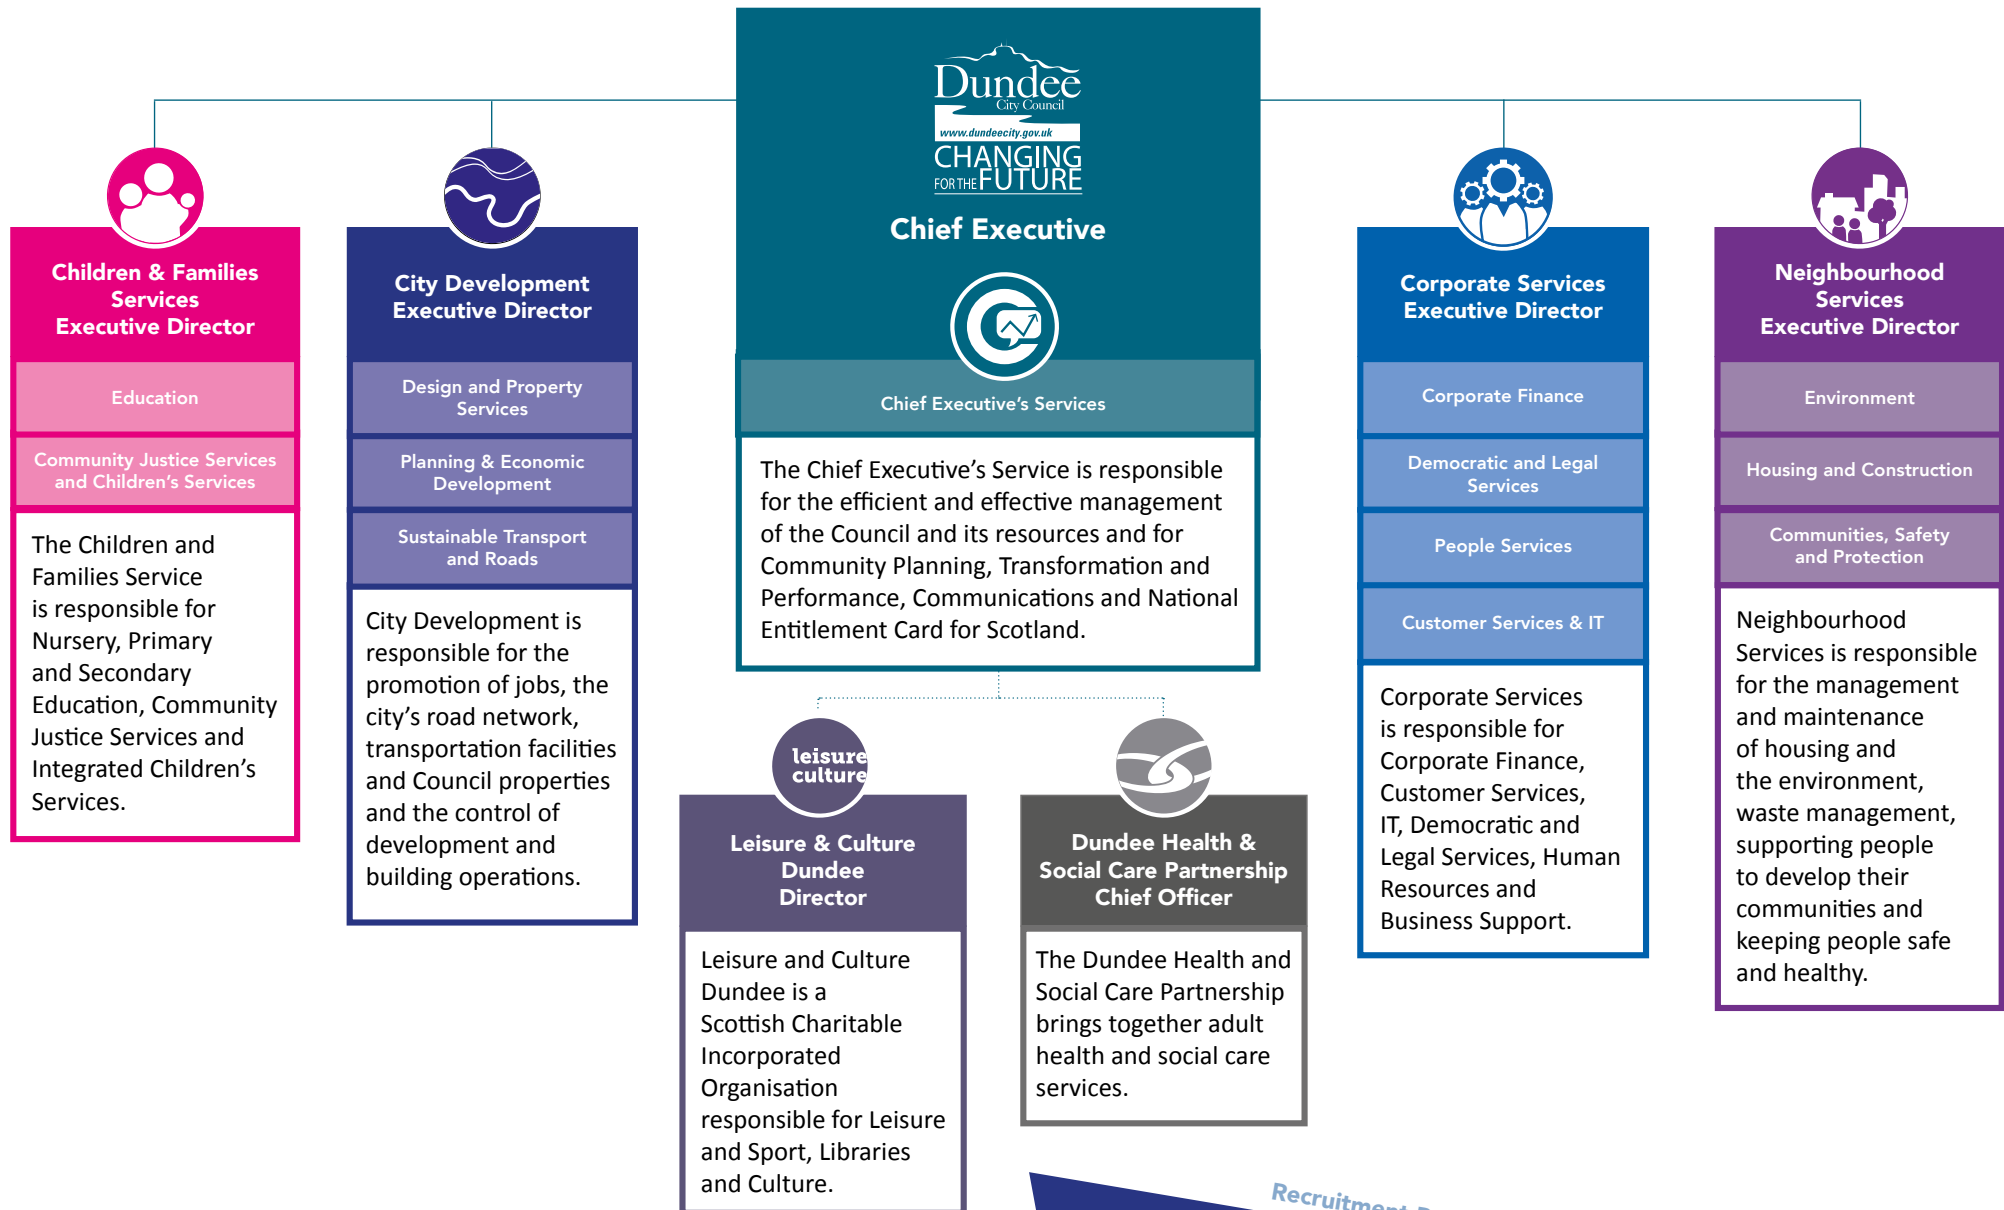 Dundee
City Council
www.dundeecity.gov.uk
CHANGING
FOR THE FUTURE
Chief Executive
Chief Executive's Services
The Chief Executive's Service is responsible
for the efficient and effective management
of the Council and its resources and for
Community Planning, Transformation and
Performance, Communications and National
Entitlement Card for Scotland.
Children & Families
Services
Executive Director
Education
Community Justice Services
and Children's Services
The Children and
Families Service
is responsible for
Nursery, Primary
and Secondary
Education, Community
Justice Services and
Integrated Children's
Services.
City Development
Executive Director
Design and Property
Services
Planning & Economic
Development
Sustainable Transport
and Roads
City Development is
responsible for the
promotion of jobs, the
city's road network,
transportation facilities
and Council properties
and the control of
development and
building operations.
leisure
culture
Leisure & Culture
Dundee
Director
Leisure and Culture
Dundee is a
Scottish Charitable
Incorporated
Organisation
responsible for Leisure
and Sport, Libraries
and Culture.
Dundee Health &
Social Care Partnership
Chief Officer
The Dundee Health and
Social Care Partnership
brings together adult
health and social care
services.
Corporate Services
Executive Director
Corporate Finance
Democratic and Legal
Services
People Services
Customer Services & IT
Corporate Services
is responsible for
Corporate Finance,
Customer Services,
IT, Democratic and
Legal Services, Human
Resources and
Business Support.
Neighbourhood
Services
Executive Director
Environment
Housing and Construction
Communities, Safety
and Protection
Neighbourhood
Services is responsible
for the management
and maintenance
of housing and
the environment,
waste management,
supporting people
to develop their
communities and
keeping people safe
and healthy.
Recruitment